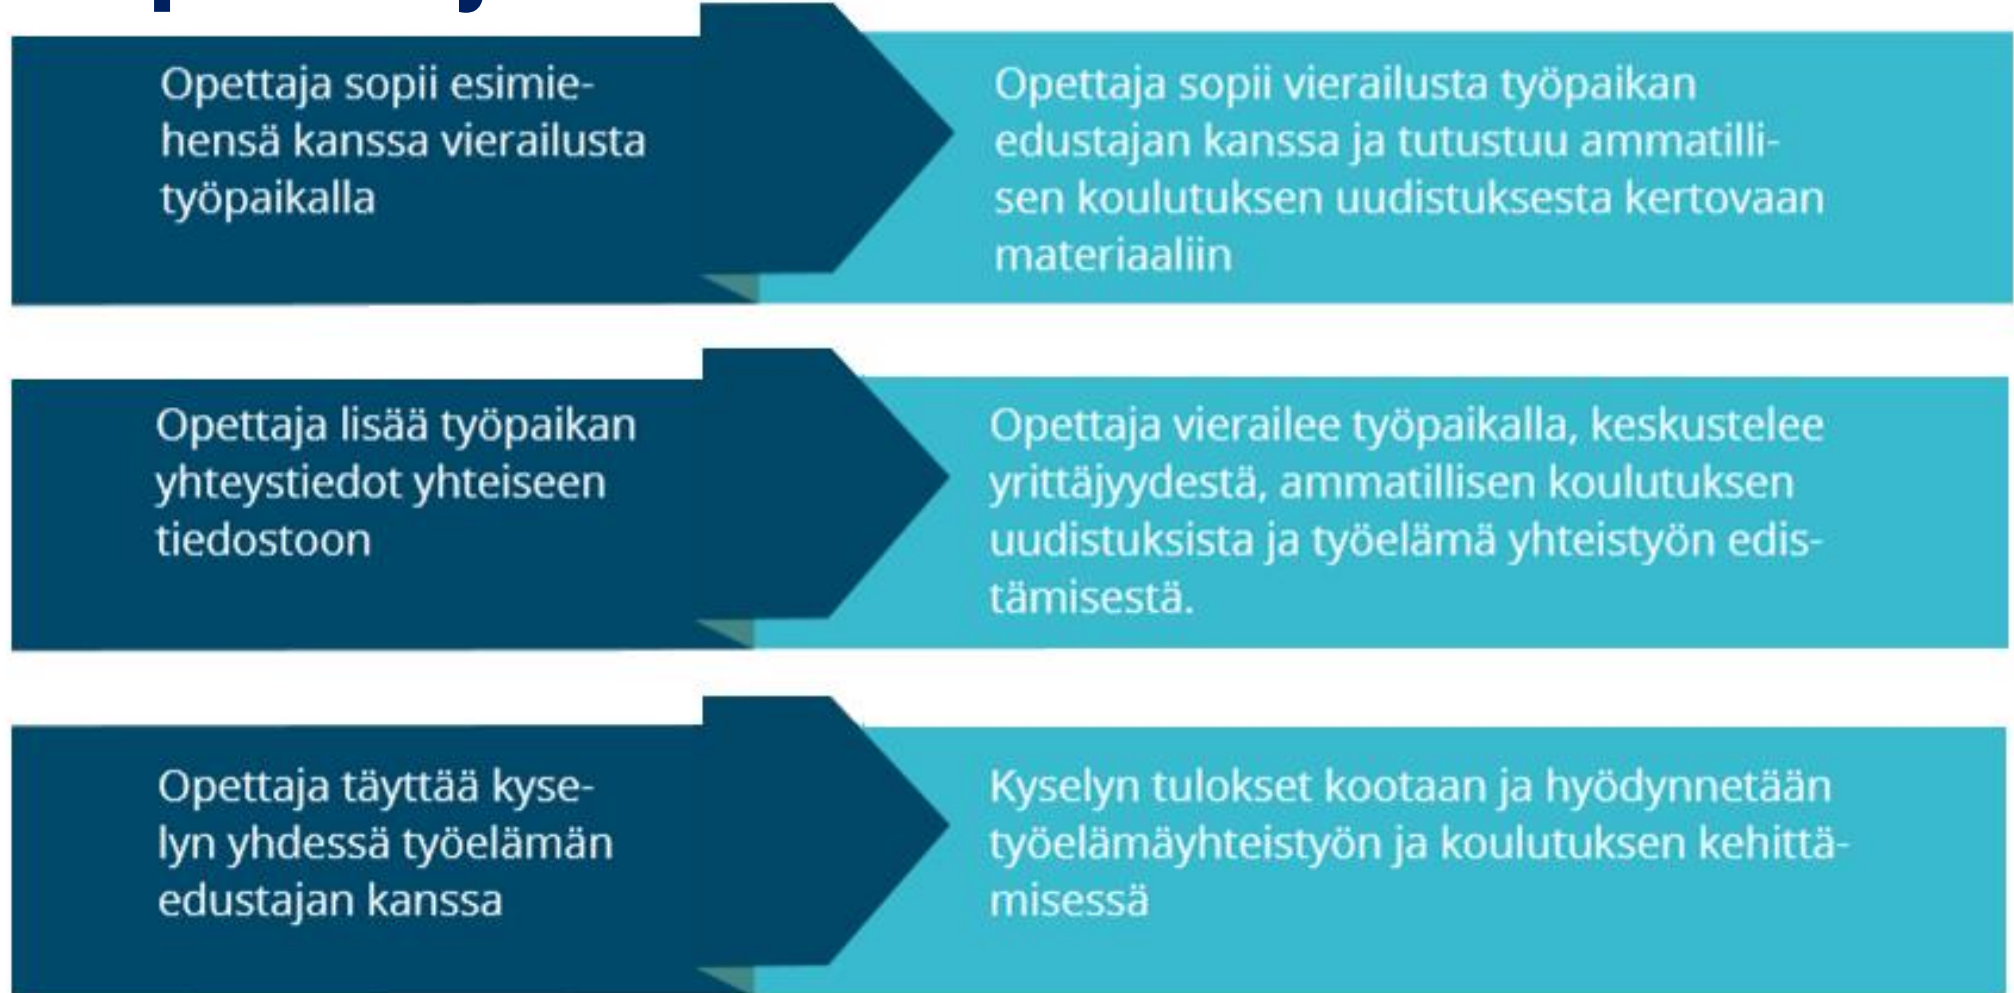 Opettaja sopii esimie-
hensä kanssa vierailusta
työpaikalla
Opettaja sopii vierailusta työpaikan
edustajan kanssa ja tutustuu ammatilli-
sen koulutuksen uudistuksesta kertovaan
materiaaliin
Opettaja lisää työpaikan
yhteystiedot yhteiseen
tiedostoon
Opettaja vierailee työpaikalla, keskustelee
yrittäjyydestä, ammatillisen koulutuksen
uudistuksista ja työelämä yhteistyön edis-
tämisestä.
Opettaja täyttää kyse-
lyn yhdessä työelämän
edustajan kanssa
Kyselyn tulokset kootaan ja hyödynnetään
työelämäyhteistyön ja koulutuksen kehittä-
misessä